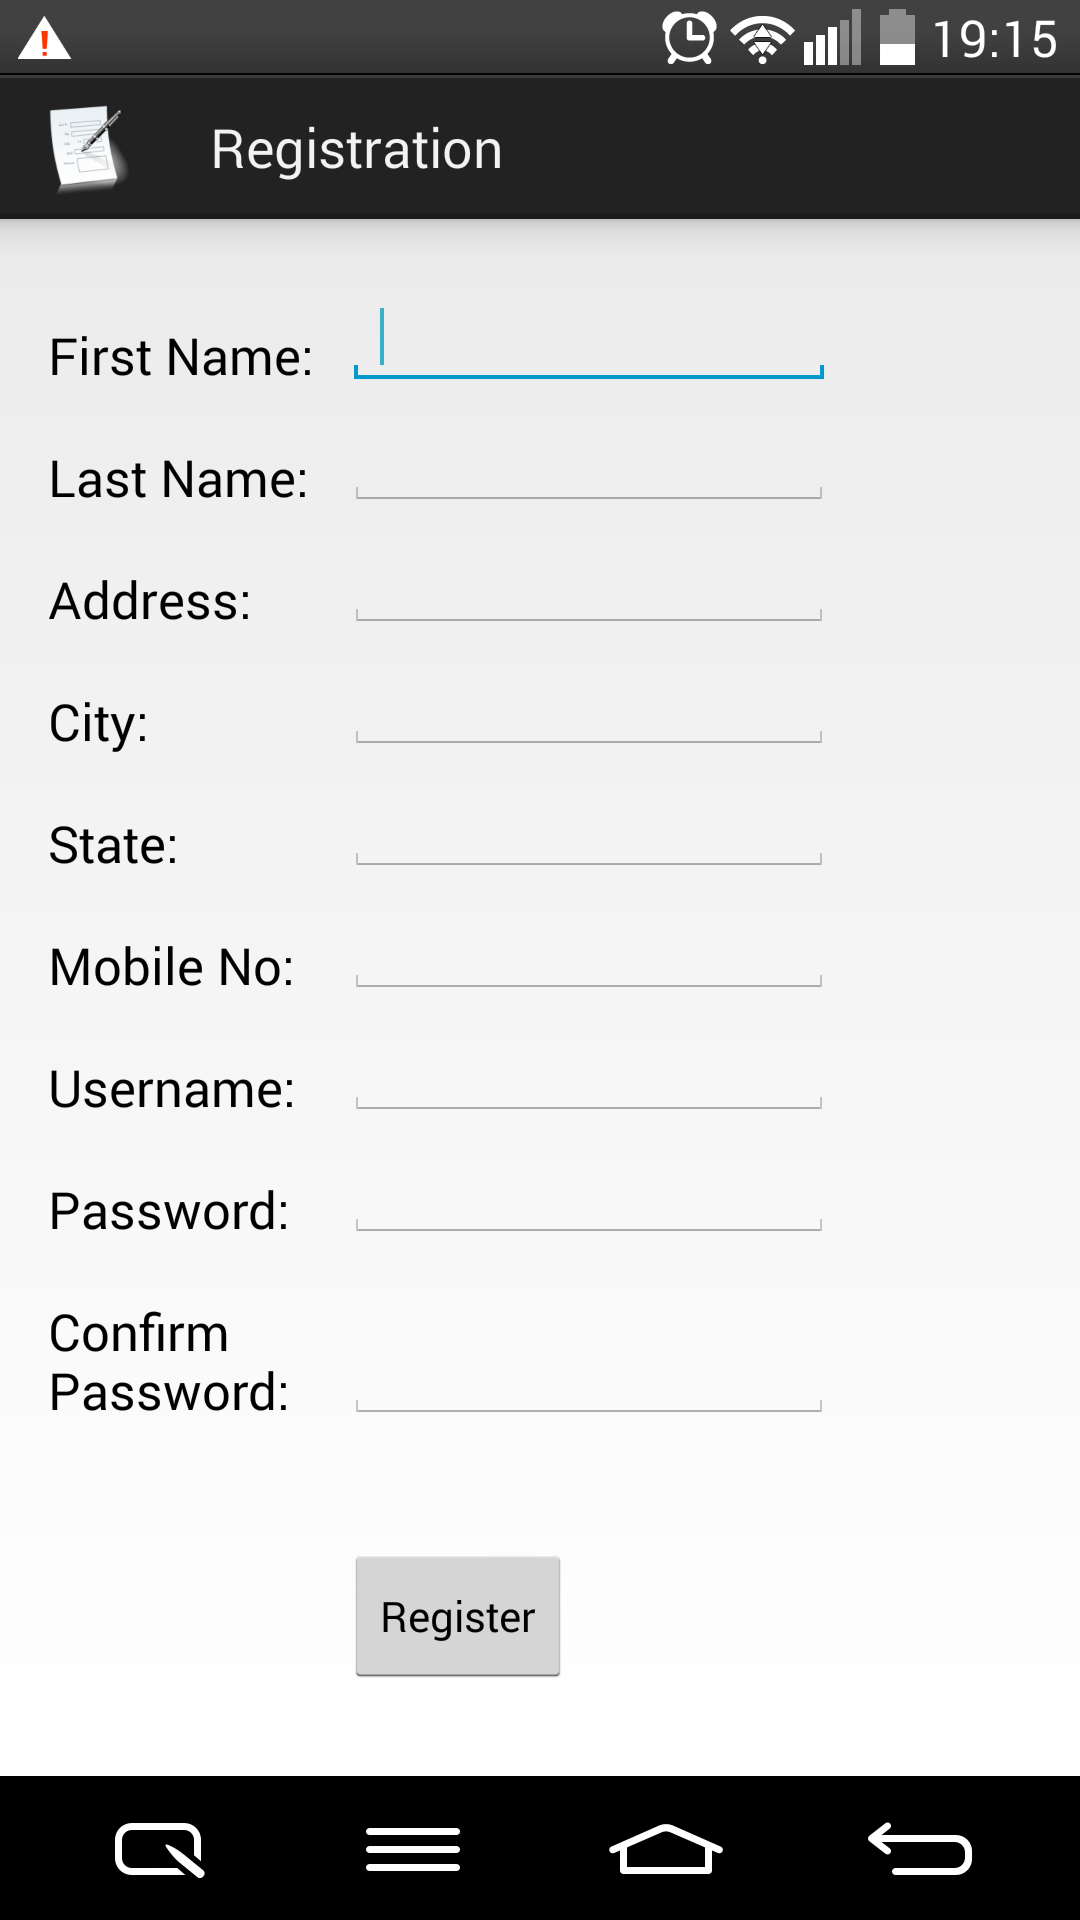 19:15
Registration
First Name:
Last Name:
Address:
City:
State:
Mobile No:
Username:
Password:
Confirm
Password:
Register